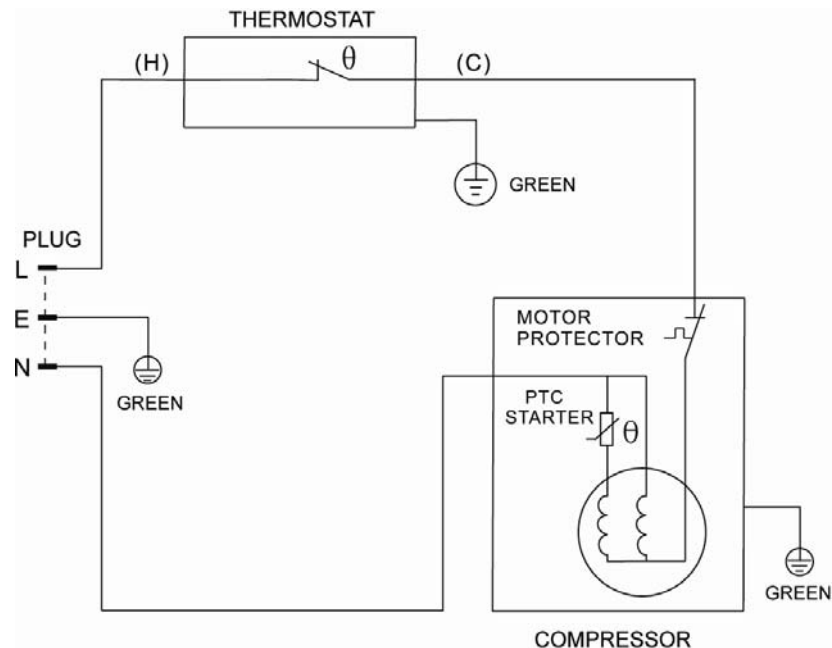 THERMOSTAT
(H)
θ
(C)
GREEN
PLUG
L
E
N
GREEN
MOTOR
PROTECTOR
PTC
STARTER
θ
GREEN
COMPRESSOR